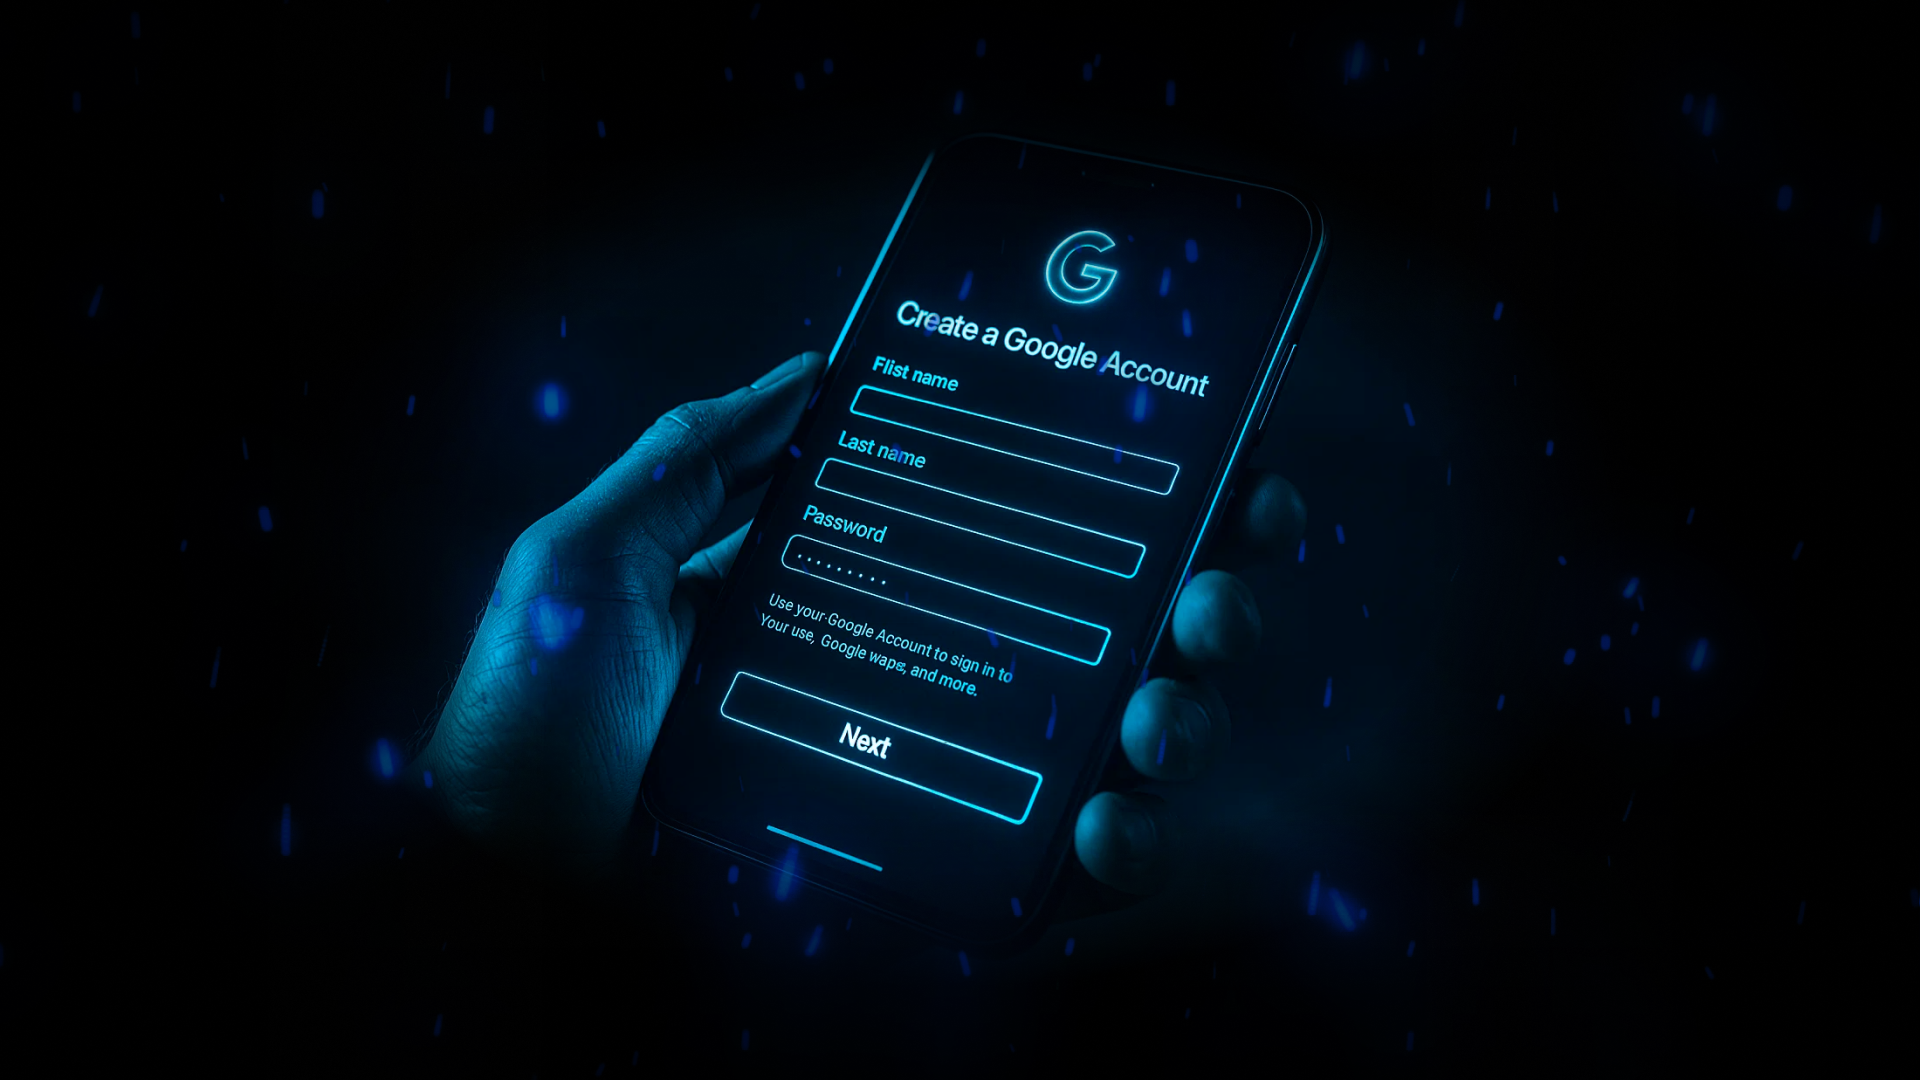 G
Create a Google Account
Flist name
Last name
Password
Use your·Google Account to sign in to
Your use, Google waps, and more.
Next